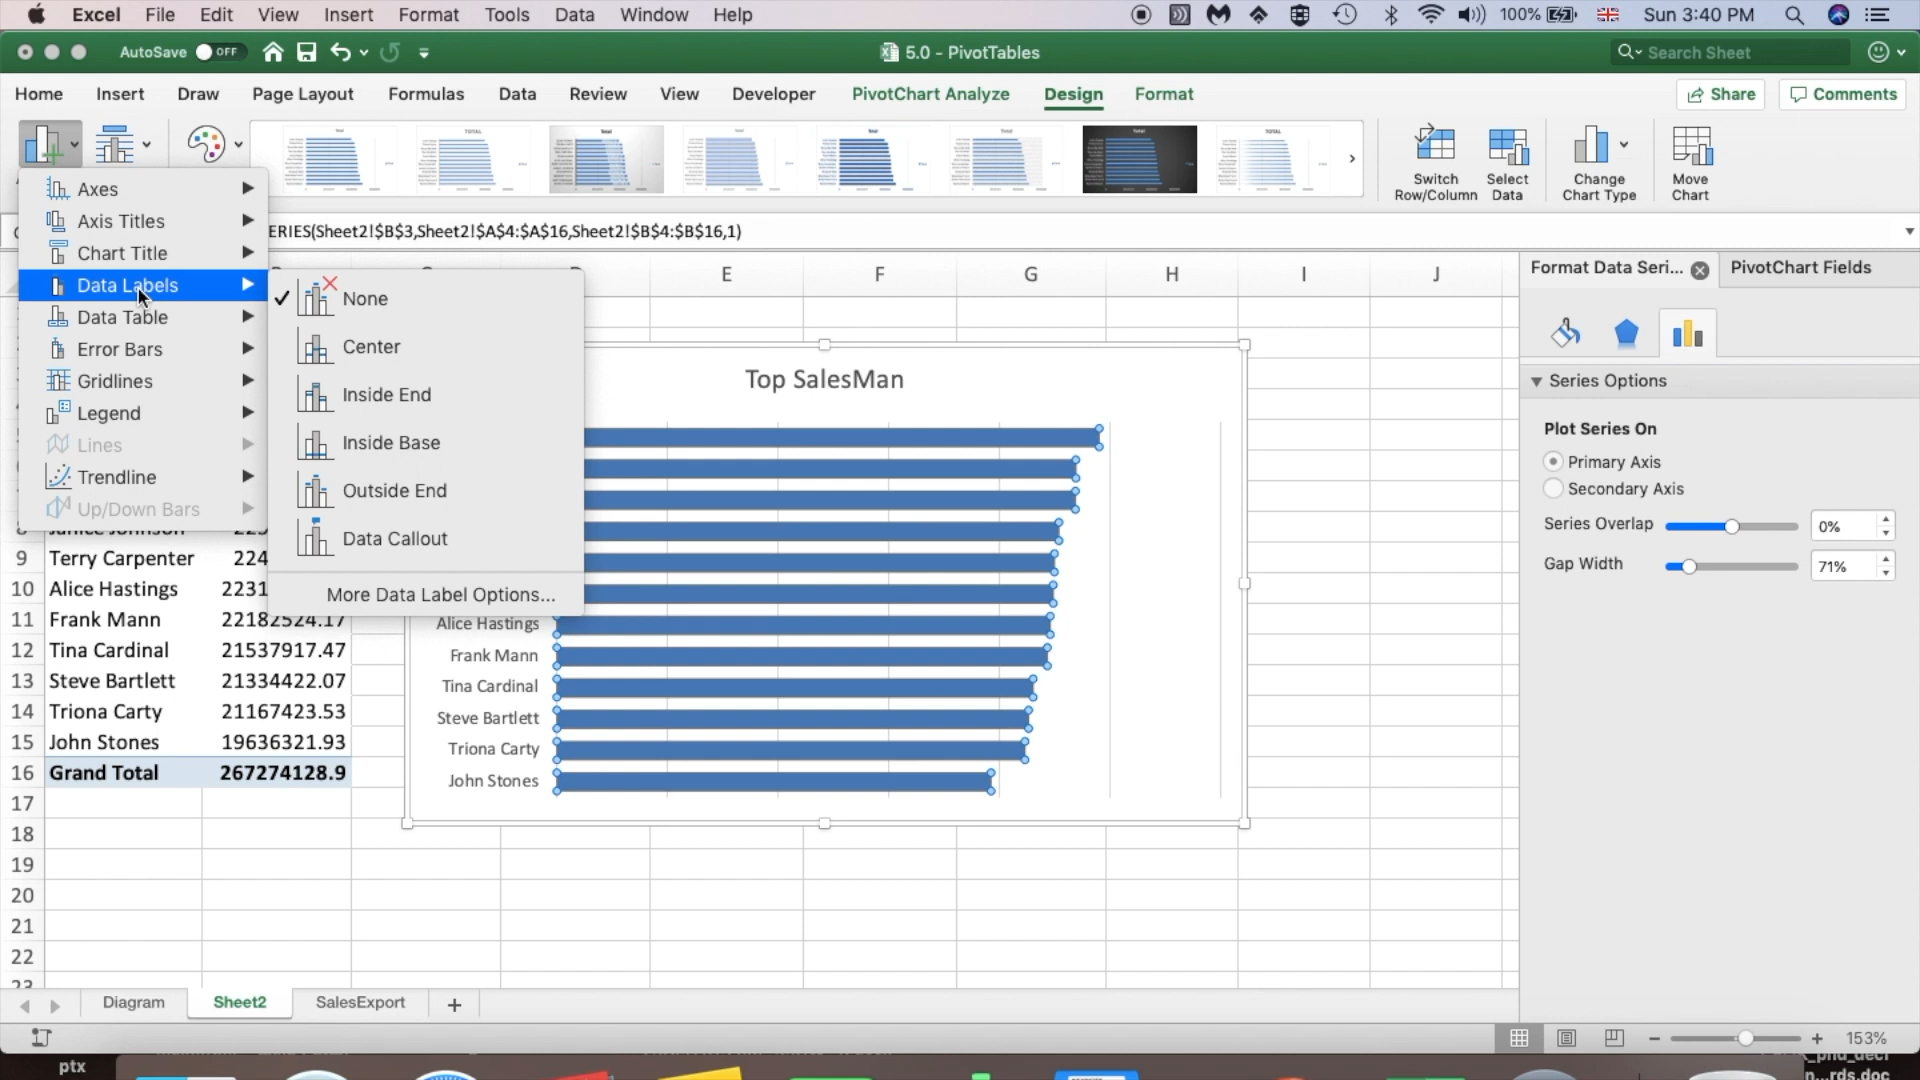 Excel File Edit View Insert Format Tools Data Window Help 100% Sun 3:40 PM
AutoSave OFF 5.0 - PivotTables Search Sheet
Home Insert Draw Page Layout Formulas Data Review View Developer PivotChart Analyze Design Format Share Comments
Switch Row/Column
Select Data
Change Chart Type
Move Chart
ERIES(Sheet2!$B$3,Sheet2!$A$4:$A$16,Sheet2!$B$4:$B$16,1)
Axes
Axis Titles
Chart Title
Data Labels
Data Table
Error Bars
Gridlines
Legend
Lines
Trendline
Up/Down Bars
None
Center
Inside End
Inside Base
Outside End
Data Callout
More Data Label Options...
E F G H I J
Janice Johnson
9 Terry Carpenter 224
10 Alice Hastings 2231
11 Frank Mann 22182524.17
12 Tina Cardinal 21537917.47
13 Steve Bartlett 21334422.07
14 Triona Carty 21167423.53
15 John Stones 19636321.93
16 Grand Total 267274128.9
17
18
19
20
21
22
23
Top SalesMan
Alice Hastings
Frank Mann
Tina Cardinal
Steve Bartlett
Triona Carty
John Stones
Format Data Seri... PivotChart Fields
Series Options
Plot Series On
Primary Axis
Secondary Axis
Series Overlap 0%
Gap Width 71%
Diagram Sheet2 SalesExport
153%
ptx
n...rds.doc